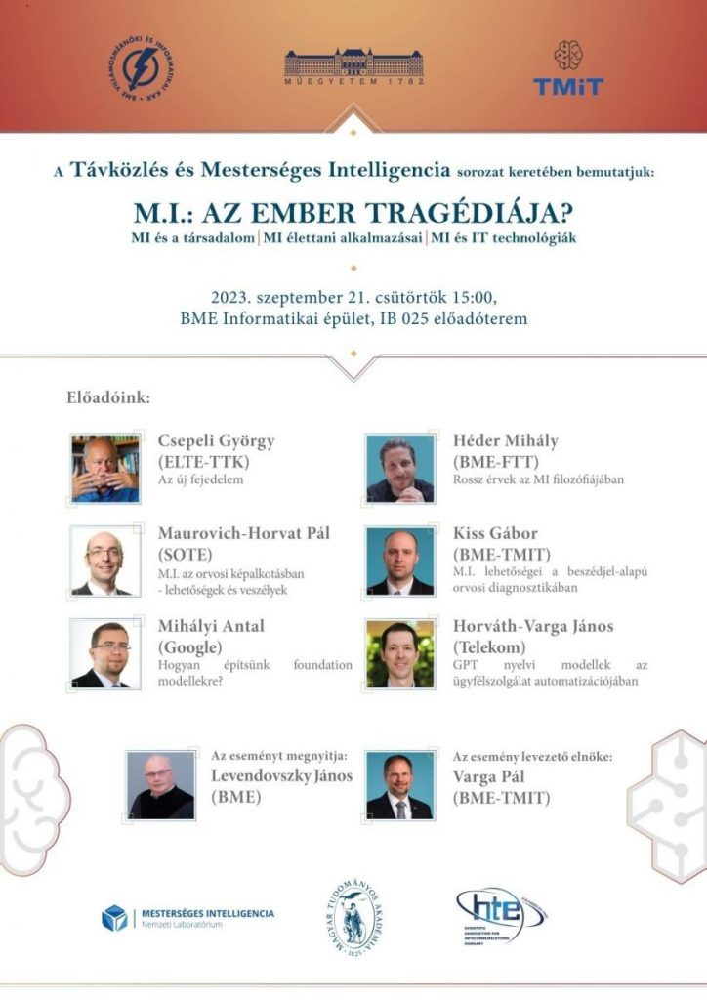 BME VILLAMOSMÉRNÖKI ÉS INFORMATIKAI KAR
MŰEGYETEM 1782
TMiT
A Távközlés és Mesterséges Intelligencia sorozat keretében bemutatjuk:
M.I.: AZ EMBER TRAGÉDIÁJA?
MI és a társadalom| MI élettani alkalmazásai| MI és IT technológiák
2023. szeptember 21. csütörtök 15:00,
BME Informatikai épület, IB 025 előadóterem
Előadóink:
Csepeli György
(ELTE-TTK)
Az új fejedelem
Héder Mihály
(BME-FTT)
Rossz érvek az MI filozófiájában
Maurovich-Horvat Pál
(SOTE)
M.I. az orvosi képalkotásban
- lehetőségek és veszélyek
Kiss Gábor
(BME-TMIT)
M.I. lehetőségei a beszédjel-alapú
orvosi diagnosztikában
Mihályi Antal
(Google)
Hogyan építsünk foundation
modellekre?
Horváth-Varga János
(Telekom)
GPT nyelvi modellek az
ügyfélszolgálat automatizációjában
Az eseményt megnyitja:
Levendovszky János
(BME)
Az esemény levezető elnöke:
Varga Pál
(BME-TMIT)
MESTERSÉGES INTELLIGENCIA
Nemzeti Laboratórium
MAGYAR TUDOMÁNYOS AKADÉMIA
1825
hte
SCIENTIFIC
ASSOCIATION FOR
INFOCOMMUNICATIONS
HUNGARY